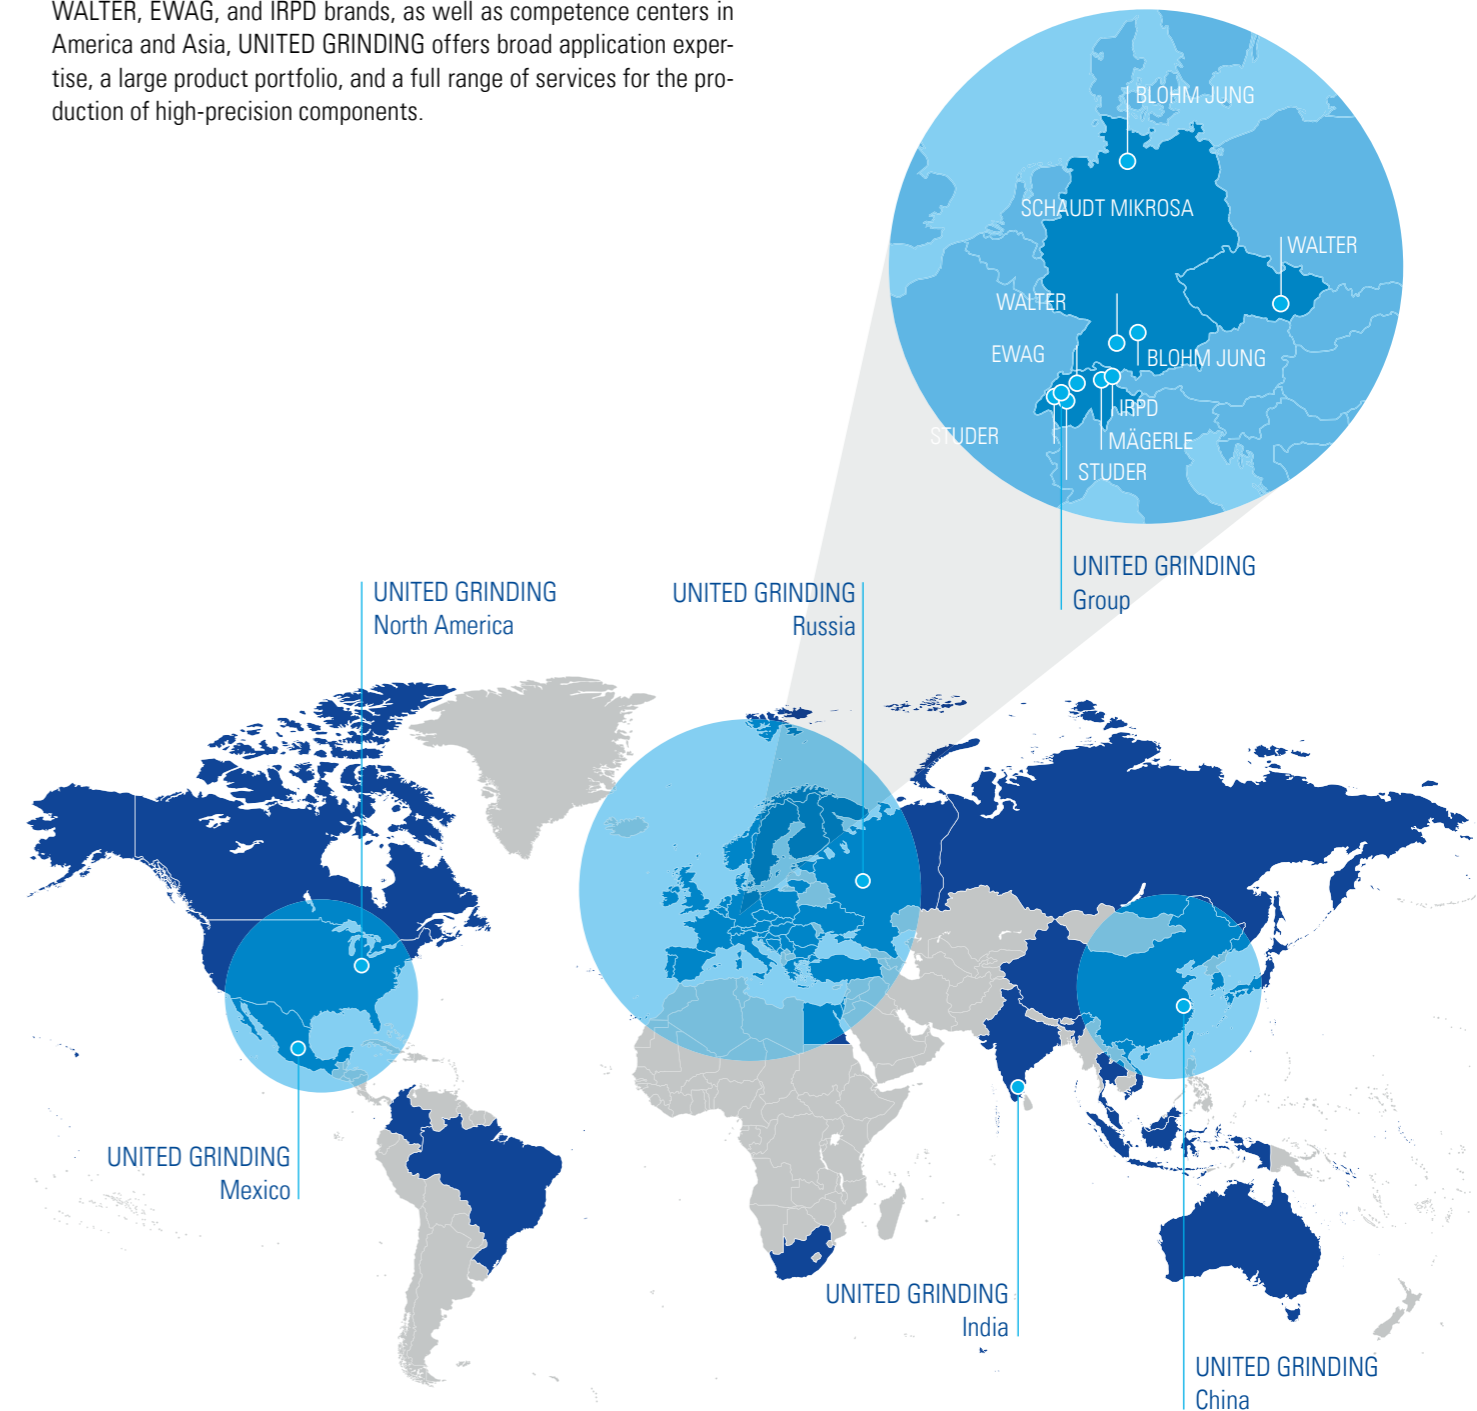 WALTER, EWAG, and IRPD brands, as well as competence centers in
America and Asia, UNITED GRINDING offers broad application exper-
tise, a large product portfolio, and a full range of services for the pro-
duction of high-precision components.
BLOHM JUNG
SCHAUDT MIKROSA
WALTER
WALTER
EWAG
BLOHM JUNG
IRPD
STUDER
MÄGERLE
STUDER
UNITED GRINDING
Group
UNITED GRINDING
North America
UNITED GRINDING
Russia
UNITED GRINDING
Mexico
UNITED GRINDING
India
UNITED GRINDING
China